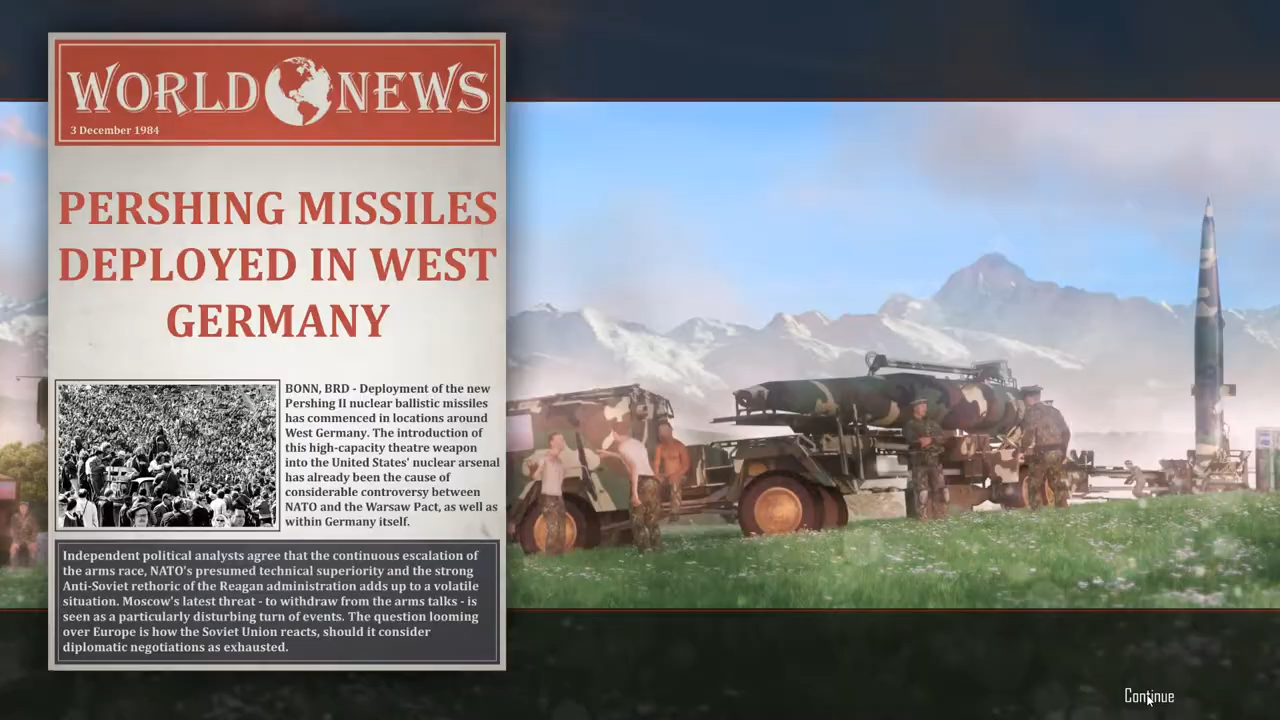 WORLD NEWS
3 December 1984
PERSHING MISSILES
DEPLOYED IN WEST
GERMANY
BONN, BRD - Deployment of the new
Pershing II nuclear ballistic missiles
has commenced in locations around
West Germany. The introduction of
this high-capacity theatre weapon
into the United States' nuclear arsenal
has already been the cause of
considerable controversy between
NATO and the Warsaw Pact, as well as
within Germany itself.
Independent political analysts agree that the continuous escalation of
the arms race, NATO's presumed technical superiority and the strong
Anti-Soviet rethoric of the Reagan administration adds up to a volatile
situation. Moscow's latest threat - to withdraw from the arms talks - is
seen as a particularly disturbing turn of events. The question looming
over Europe is how the Soviet Union reacts, should it consider
diplomatic negotiations as exhausted.
Continue